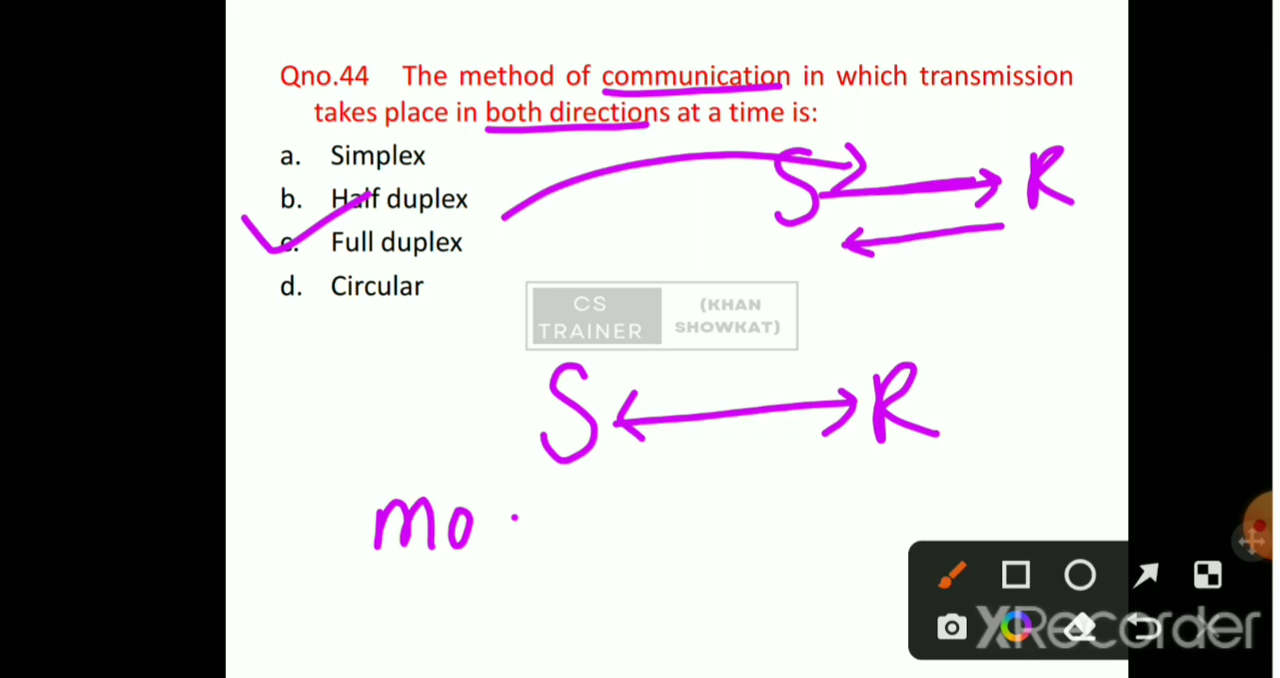 Qno.44 The method of communication in which transmission
takes place in both directions at a time is:
a. Simplex
b. Half duplex
c. Full duplex
d. Circular
S R
CS TRAINER (KHAN SHOWKAT)
S R
mo
XRecorder